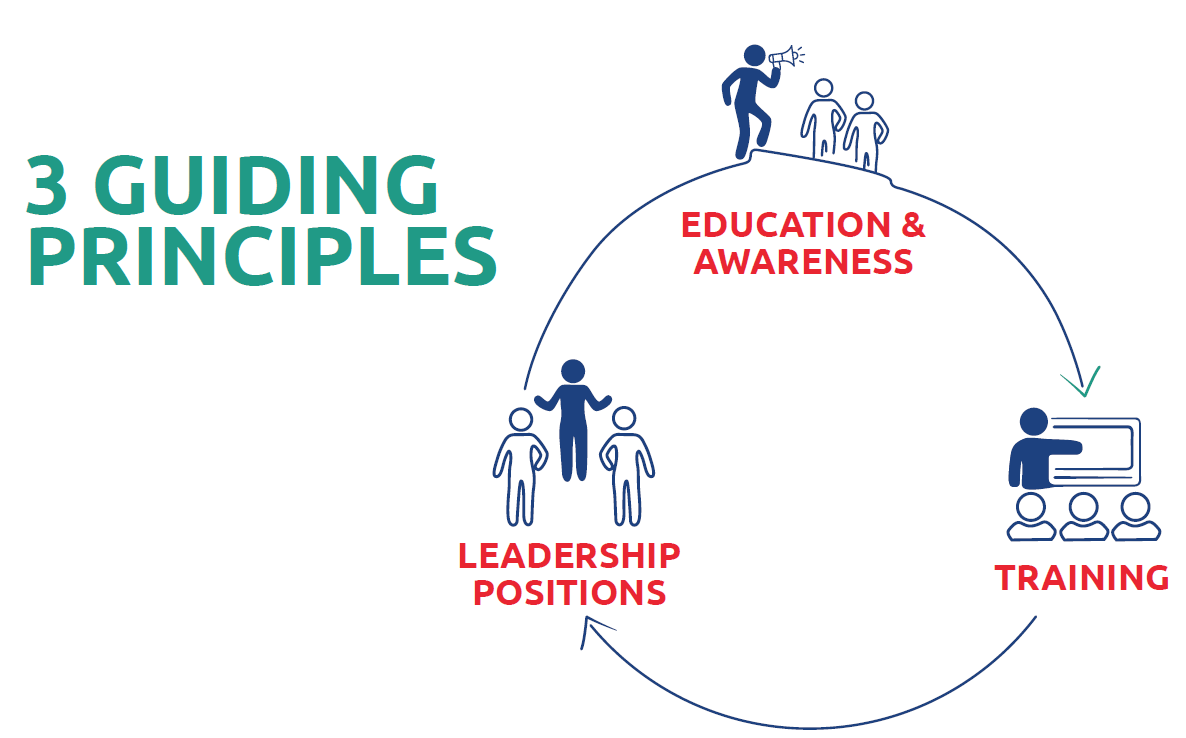 3 GUIDING
PRINCIPLES
EDUCATION &
AWARENESS
LEADERSHIP
POSITIONS
TRAINING